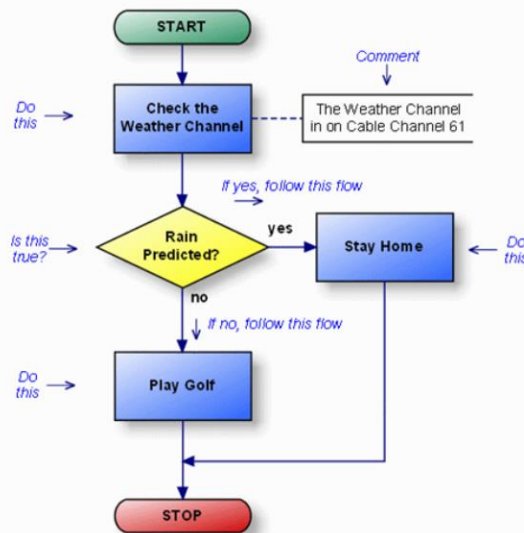 START
Comment
Do
this
Check the
Weather Channel
The Weather Channel
in on Cable Channel 61
If yes, follow this flow
Is this
true?
Rain
Predicted?
yes
Stay Home
Do
this
no
If no, follow this flow
Do
this
Play Golf
STOP